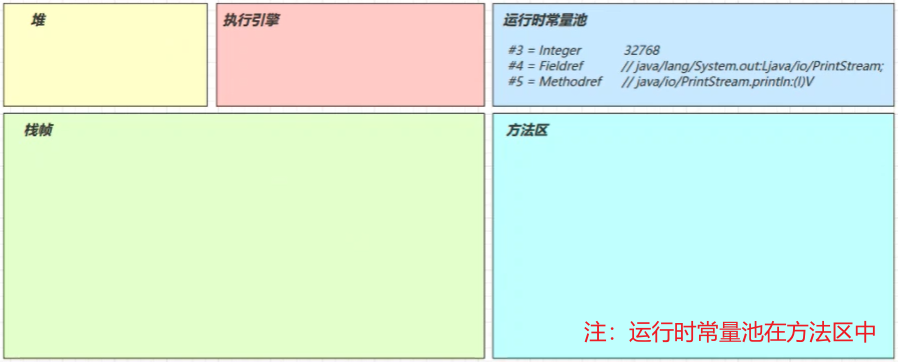 堆
执行引擎
运行时常量池
#3 = Integer 32768
#4 = Fieldref // java/lang/System.out:Ljava/io/PrintStream;
#5 = Methodref // java/io/PrintStream.println:(I)V
栈帧
方法区
注：运行时常量池在方法区中